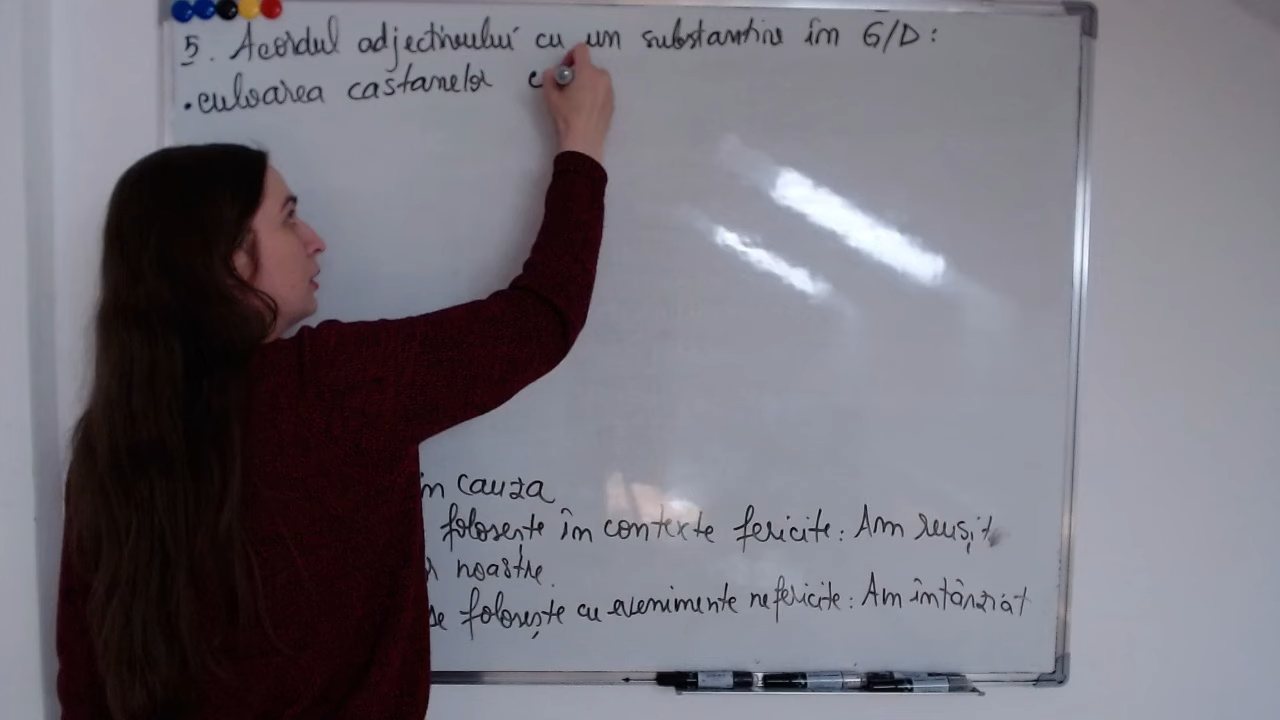 5. Acordul adjectivului cu un substantiv în G/D:
• culoarea castanelor c
în cauza
folosește în contexte fericite: Am reușit
noastre.
se folosește cu evenimente nefericite: Am întârziat